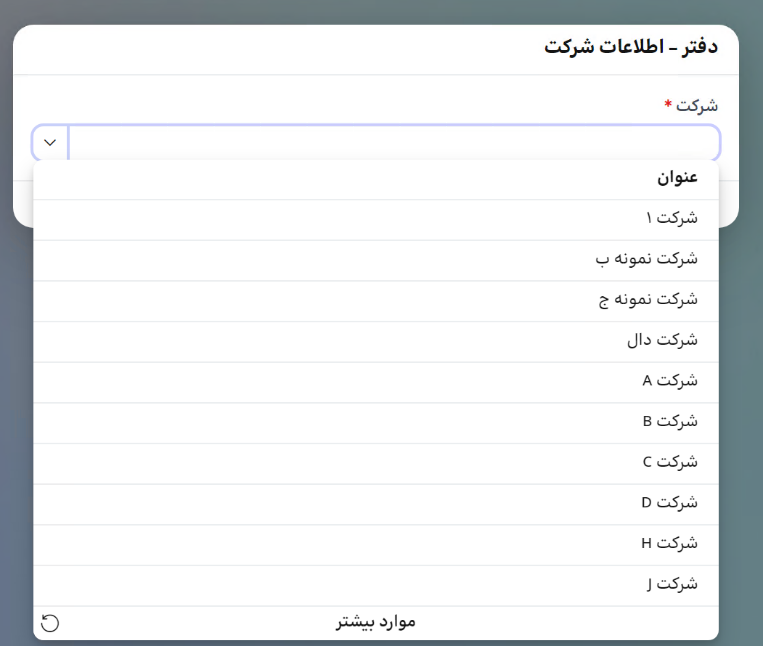 دفتر - اطلاعات شرکت
شرکت *
عنوان
شرکت ۱
شرکت نمونه ب
شرکت نمونه ج
شرکت دال
شرکت A
شرکت B
شرکت C
شرکت D
شرکت H
شرکت J
موارد بیشتر